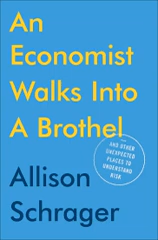 An
Economist
Walks Into
A Brothel
AND OTHER
UNEXPECTED
PLACES TO
UNDERSTAND
RISK
Allison
Schrager